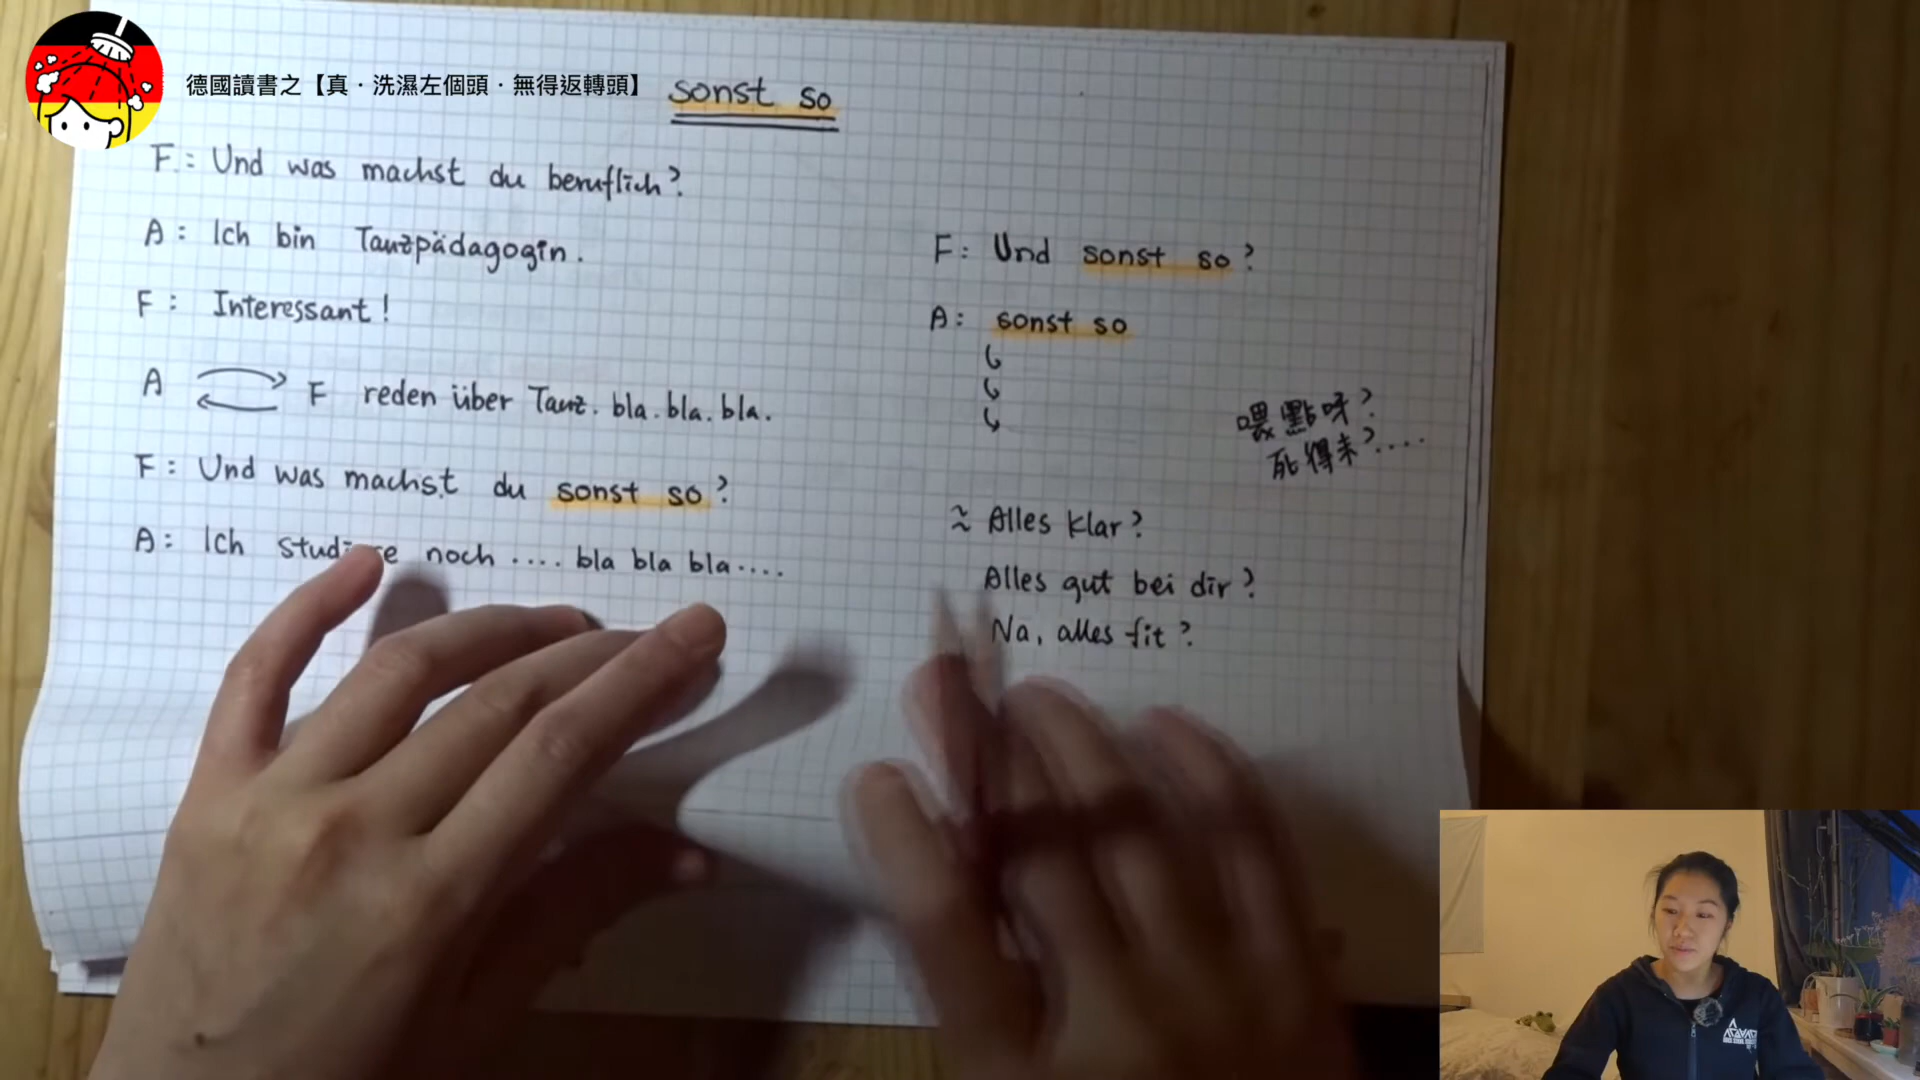 德國讀書之【真·洗濕左個頭·無得返轉頭】
sonst so
F: Und was machst du beruflich?
A: Ich bin Tanzpädagogin.
F: Interessant!
A F reden über Tanz. bla. bla. bla.
F: Und was machst du sonst so?
A: Ich studiere noch .... bla bla bla ....
F: Und sonst so?
A: sonst so
喂點呀?
死得未?....
≈ Alles klar?
Alles gut bei dir?
Na, alles fit?